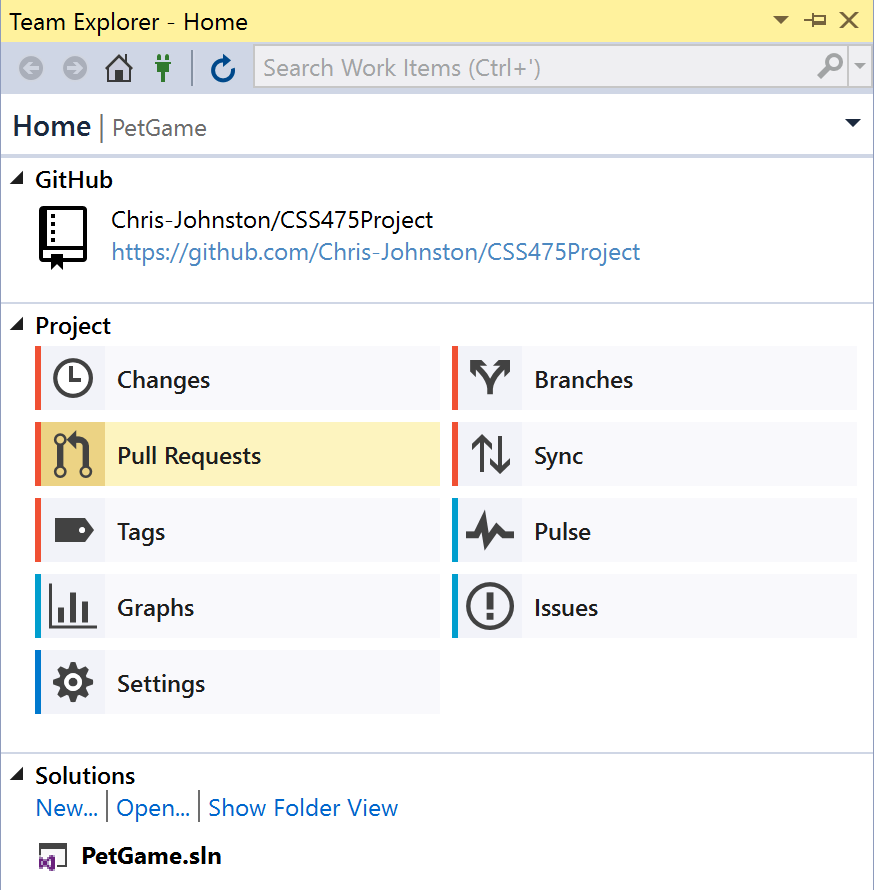 Team Explorer - Home
Search Work Items (Ctrl+')
Home | PetGame
GitHub
Chris-Johnston/CSS475Project
https://github.com/Chris-Johnston/CSS475Project
Project
Changes
Branches
Pull Requests
Sync
Tags
Pulse
Graphs
Issues
Settings
Solutions
New... | Open... | Show Folder View
PetGame.sln